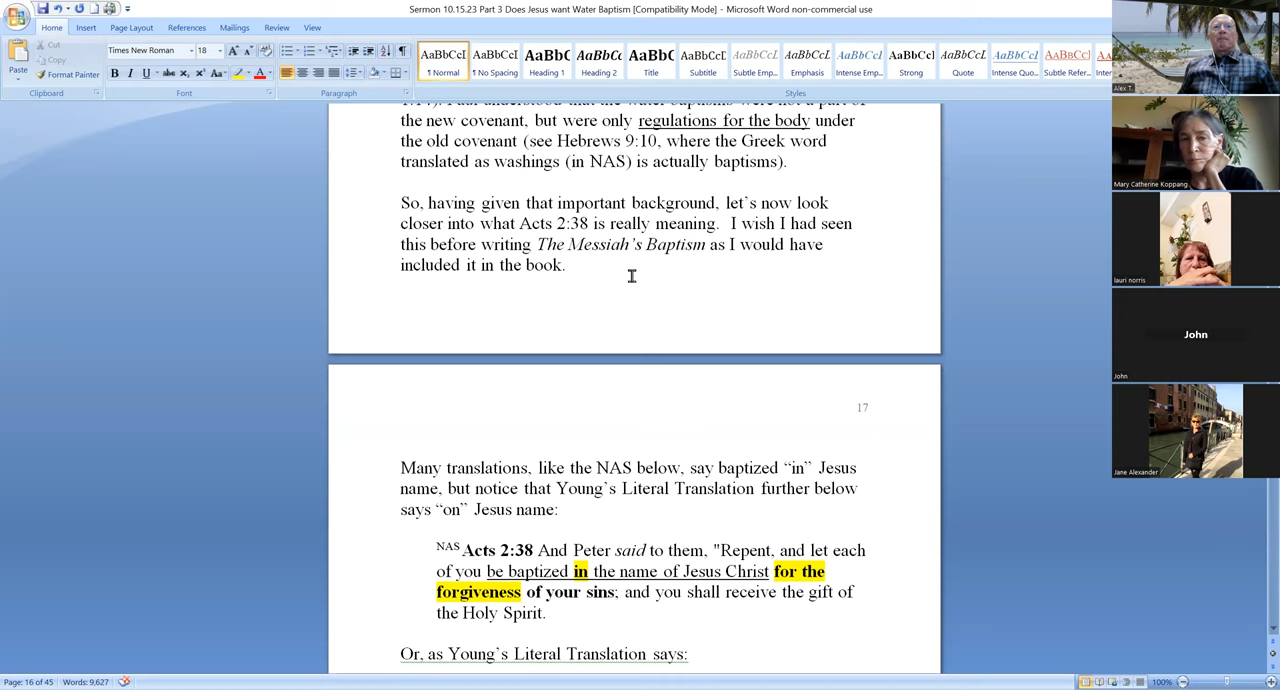 Sermon 10.15.23 Part 3 Does Jesus want Water Baptism [Compatibility Mode] - Microsoft Word non-commercial use
Home Insert Page Layout References Mailings Review View
Paste
Cut
Copy
Format Painter
Clipboard
Times New Roman 18
Font
Paragraph
AaBbCcI AaBbCcI AaBbC AaBbCc AaBbC AaBbCcI AaBbCcI AaBbCcI AaBbCcI AaBbCcI AaBbCcI AaBbCcI AaBbCcI
¶ Normal ¶ No Spacing Heading 1 Heading 2 Title Subtitle Subtle Emp... Emphasis Intense Emp... Strong Quote Intense Quo... Subtle Refer...
Styles
the new covenant, but were only regulations for the body under
the old covenant (see Hebrews 9:10, where the Greek word
translated as washings (in NAS) is actually baptisms).
So, having given that important background, let's now look
closer into what Acts 2:38 is really meaning.  I wish I had seen
this before writing The Messiah's Baptism as I would have
included it in the book.
17
Many translations, like the NAS below, say baptized “in” Jesus
name, but notice that Young's Literal Translation further below
says “on” Jesus name:
NAS Acts 2:38 And Peter said to them, "Repent, and let each
of you be baptized in the name of Jesus Christ for the
forgiveness of your sins; and you shall receive the gift of
the Holy Spirit.
Or, as Young's Literal Translation says:
Page: 16 of 45 Words: 9,627
100%
Alex T.
Mary Catherine Koppang
lauri norris
John
John
Jane Alexander